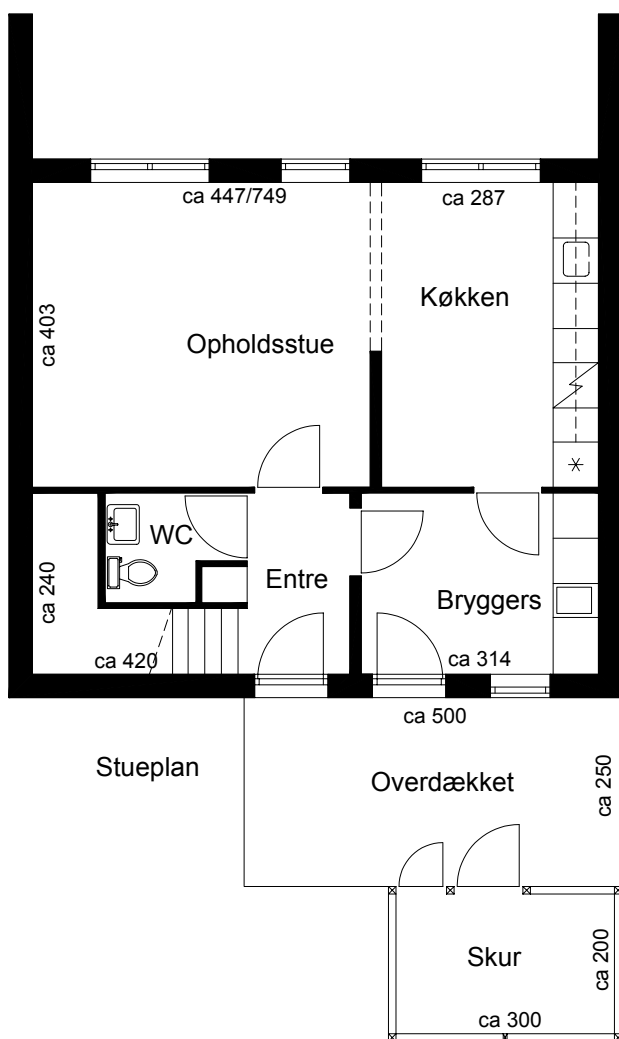 ca 447/749
ca 287
ca 403
Køkken
Opholdsstue
WC
Entre
ca 240
Bryggers
ca 420
ca 314
ca 500
Stueplan
Overdækket
ca 250
Skur
ca 200
ca 300